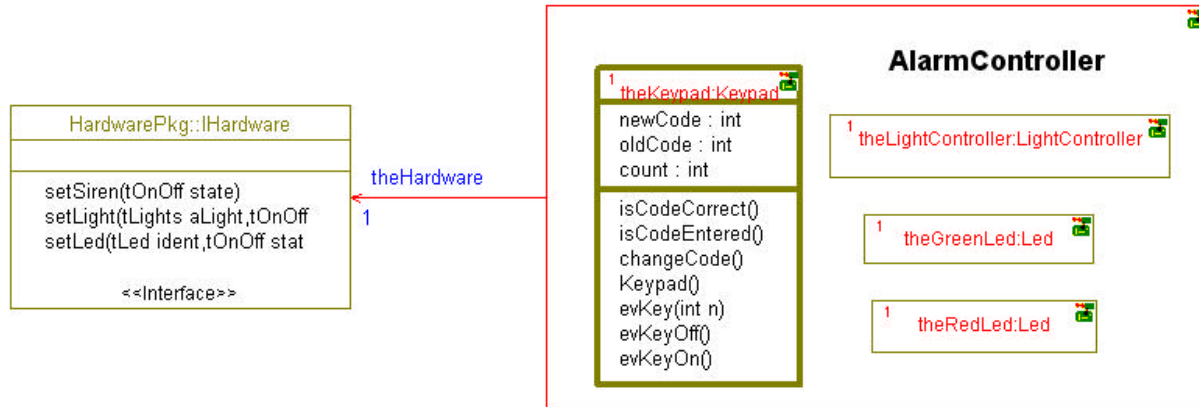 HardwarePkg::IHardware
setSiren(tOnOff state)
setLight(tLights aLight,tOnOff
setLed(tLed ident,tOnOff stat
<<Interface>>
theHardware
1
AlarmController
1
theKeypad:Keypad
newCode : int
oldCode : int
count : int
isCodeCorrect()
isCodeEntered()
changeCode()
Keypad()
evKey(int n)
evKeyOff()
evKeyOn()
1
theLightController:LightController
1
theGreenLed:Led
1
theRedLed:Led